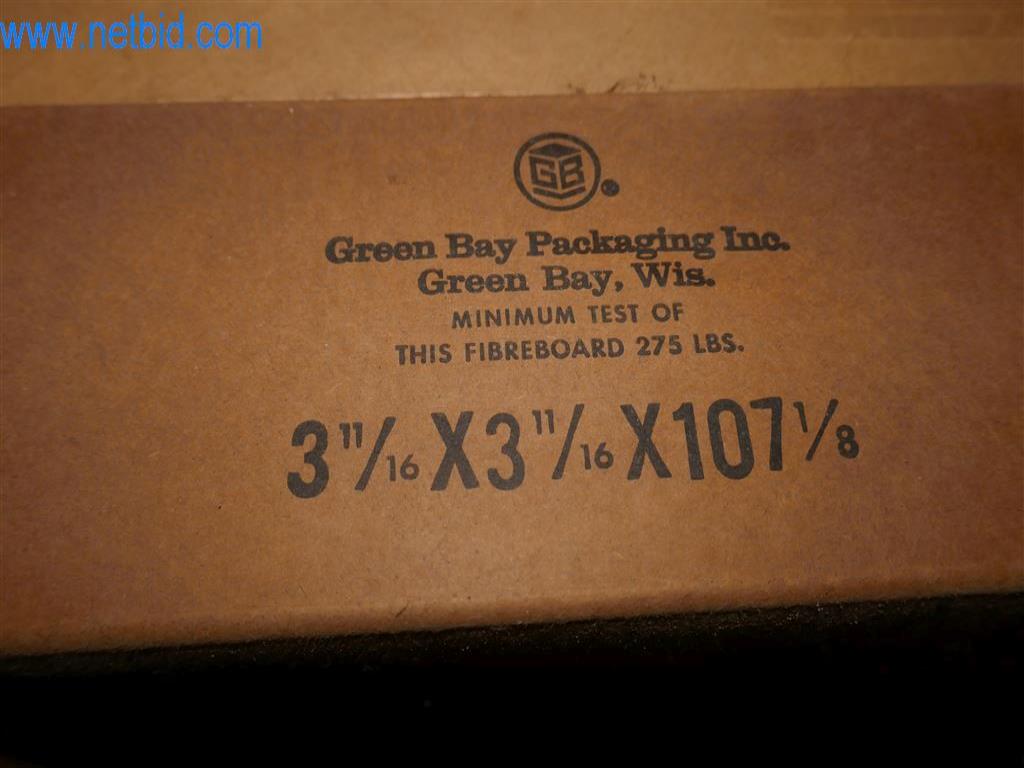 www.netbid.com
GB ®
Green Bay Packaging Inc.
Green Bay, Wis.
MINIMUM TEST OF
THIS FIBREBOARD 275 LBS.
3 11/16 X 3 11/16 X 107 1/8